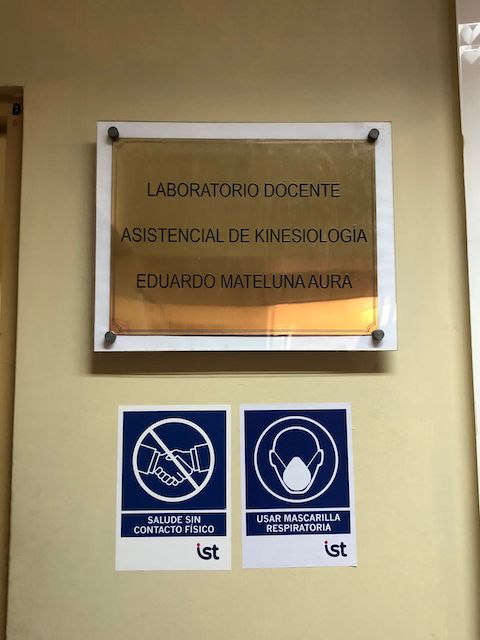 LABORATORIO DOCENTE
ASISTENCIAL DE KINESIOLOGÍA
EDUARDO MATELUNA AURA
SALUDE SIN
CONTACTO FÍSICO
ist
USAR MASCARILLA
RESPIRATORIA
ist